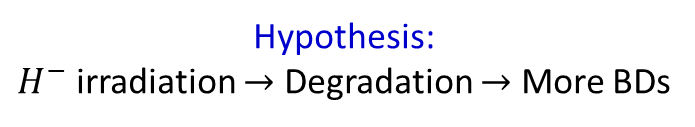 Hypothesis:
H⁻ irradiation → Degradation → More BDs